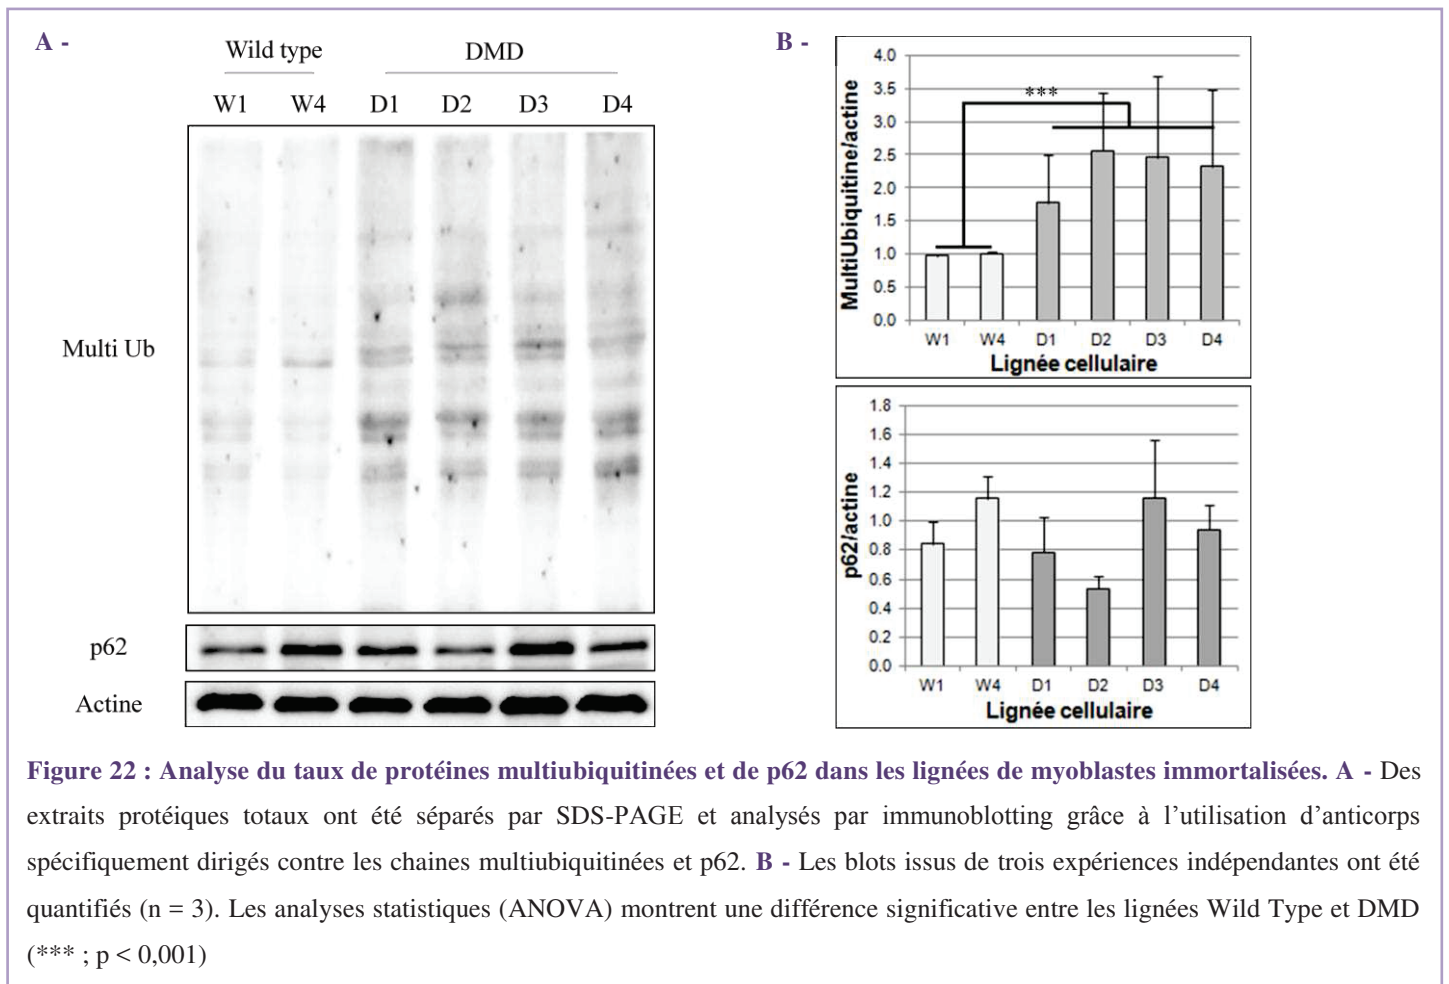 A -
Wild type DMD
W1 W4 D1 D2 D3 D4
Multi Ub
p62
Actine
B -
MultiUbiquitine/actine
4.0
3.5
3.0
2.5
2.0
1.5
1.0
0.5
0.0
***
W1 W4 D1 D2 D3 D4
Lignée cellulaire
p62/actine
1.8
1.6
1.4
1.2
1.0
0.8
0.6
0.4
0.2
0.0
W1 W4 D1 D2 D3 D4
Lignée cellulaire
Figure 22 : Analyse du taux de protéines multiubiquitinées et de p62 dans les lignées de myoblastes immortalisées. A - Des
extraits protéiques totaux ont été séparés par SDS-PAGE et analysés par immunoblotting grâce à l’utilisation d’anticorps
spécifiquement dirigés contre les chaines multiubiquitinées et p62. B - Les blots issus de trois expériences indépendantes ont été
quantifiés (n = 3). Les analyses statistiques (ANOVA) montrent une différence significative entre les lignées Wild Type et DMD
(*** ; p < 0,001)